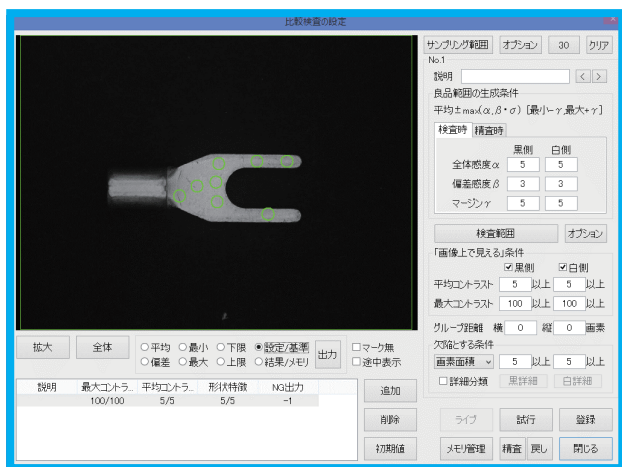 比較検査の設定
サンプリング範囲 オプション 30 クリア
No.1
説明 < >
良品範囲の生成条件
平均±max(α,β・σ) [最小-γ,最大+γ]
検査時 精査時
黒側 白側
全体感度α 5 5
偏差感度β 3 3
マージンγ 5 5
検査範囲 オプション
「画像上で見える」条件
黒側 白側
平均コントラスト 5 以上 5 以上
最大コントラスト 100 以上 100 以上
グループ距離 横 0 縦 0 画素
欠陥とする条件
画素面積 5 以上 5 以上
詳細分類 黒詳細 白詳細
拡大 全体
平均 最小 下限 設定/基準
偏差 最大 上限 結果/メモリ
出力
マーク無
途中表示
説明 最大コントラ... 平均コントラ... 形状特徴 NG出力
100/100 5/5 5/5 -1
追加
削除
初期値
ライブ 試行 登録
メモリ管理 精査 戻し 閉じる